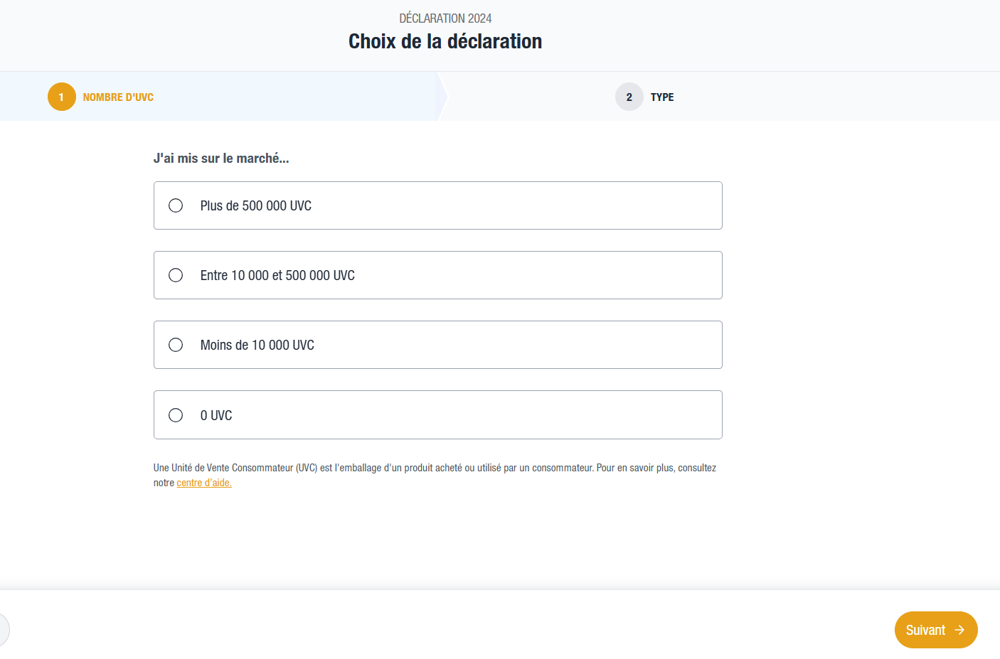 DÉCLARATION 2024
Choix de la déclaration
1 NOMBRE D'UVC
2 TYPE
J'ai mis sur le marché...
Plus de 500 000 UVC
Entre 10 000 et 500 000 UVC
Moins de 10 000 UVC
0 UVC
Une Unité de Vente Consommateur (UVC) est l'emballage d'un produit acheté ou utilisé par un consommateur. Pour en savoir plus, consultez
notre centre d'aide.
Suivant →